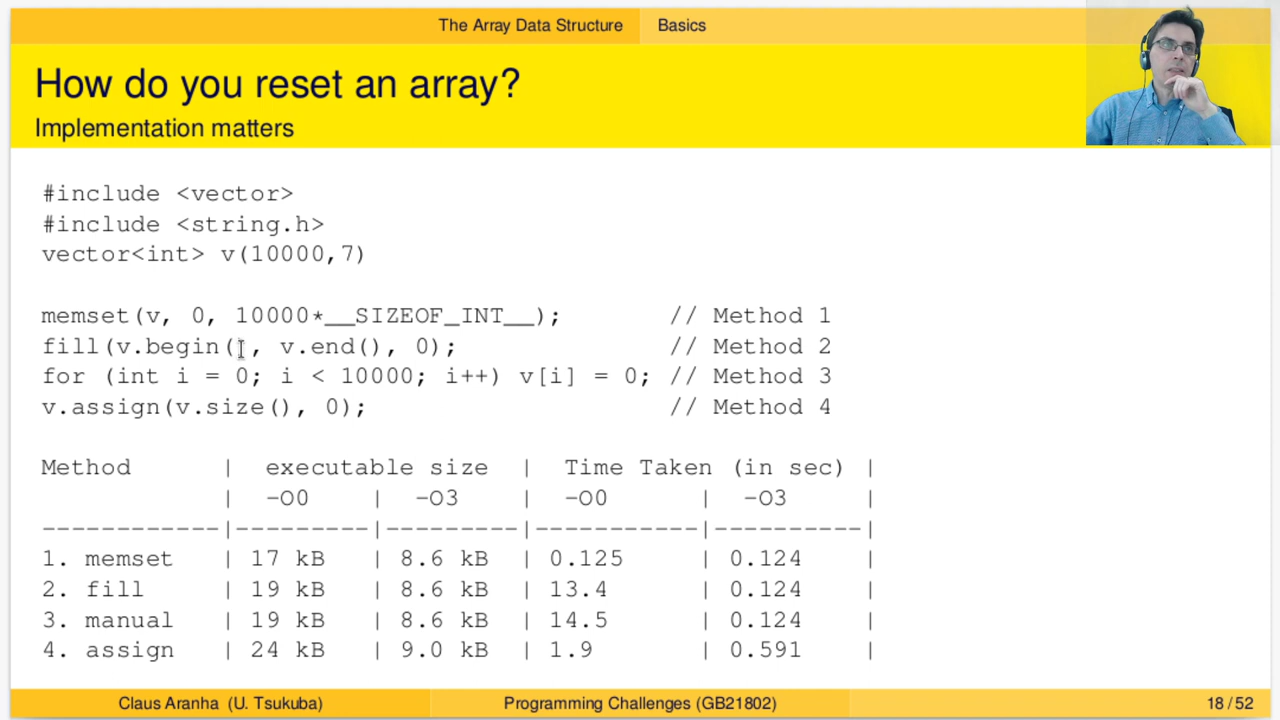 The Array Data Structure Basics
How do you reset an array?
Implementation matters
#include <vector>
#include <string.h>
vector<int> v(10000,7)
memset(v, 0, 10000*__SIZEOF_INT__); // Method 1
fill(v.begin(), v.end(), 0); // Method 2
for (int i = 0; i < 10000; i++) v[i] = 0; // Method 3
v.assign(v.size(), 0); // Method 4
Method | executable size | Time Taken (in sec) |
| -O0 | -O3 | -O0 | -O3 |
------------|---------|---------|-----------|----------|
1. memset | 17 kB | 8.6 kB | 0.125 | 0.124 |
2. fill | 19 kB | 8.6 kB | 13.4 | 0.124 |
3. manual | 19 kB | 8.6 kB | 14.5 | 0.124 |
4. assign | 24 kB | 9.0 kB | 1.9 | 0.591 |
Claus Aranha (U. Tsukuba) Programming Challenges (GB21802) 18 / 52